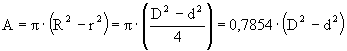 A = π · (R² − r²) = π · ((D² − d²)/4) = 0,7854 · (D² − d²)